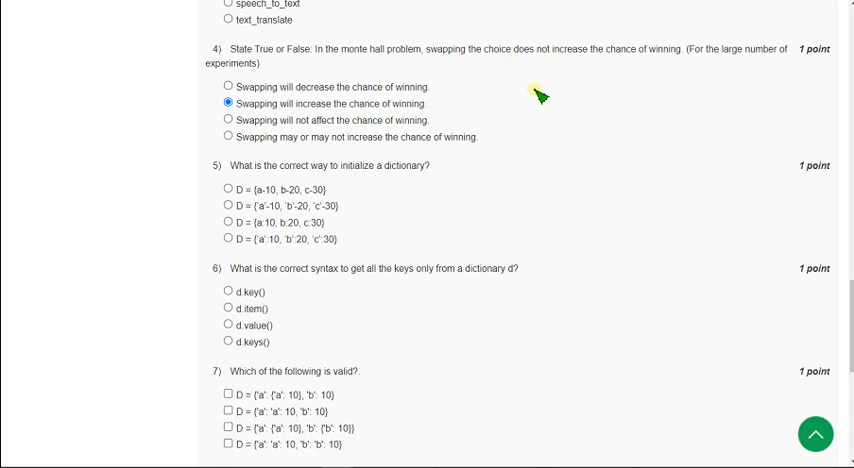 speech_to_text
text_translate
4) State True or False: In the monte hall problem, swapping the choice does not increase the chance of winning. (For the large number of 1 point
experiments)
Swapping will decrease the chance of winning.
Swapping will increase the chance of winning.
Swapping will not affect the chance of winning.
Swapping may or may not increase the chance of winning.
5) What is the correct way to initialize a dictionary? 1 point
D = {a-10, b-20, c-30}
D = {'a'-10, 'b'-20, 'c'-30}
D = {a:10, b:20, c:30}
D = {'a':10, 'b':20, 'c':30}
6) What is the correct syntax to get all the keys only from a dictionary d? 1 point
d.key()
d.item()
d.value()
d.keys()
7) Which of the following is valid?. 1 point
D = {'a': {'a': 10}, 'b': 10}
D = {'a': 'a': 10, 'b': 10}
D = {'a': {'a': 10}, 'b': {'b': 10}}
D = {'a': 'a': 10, 'b': 'b': 10}